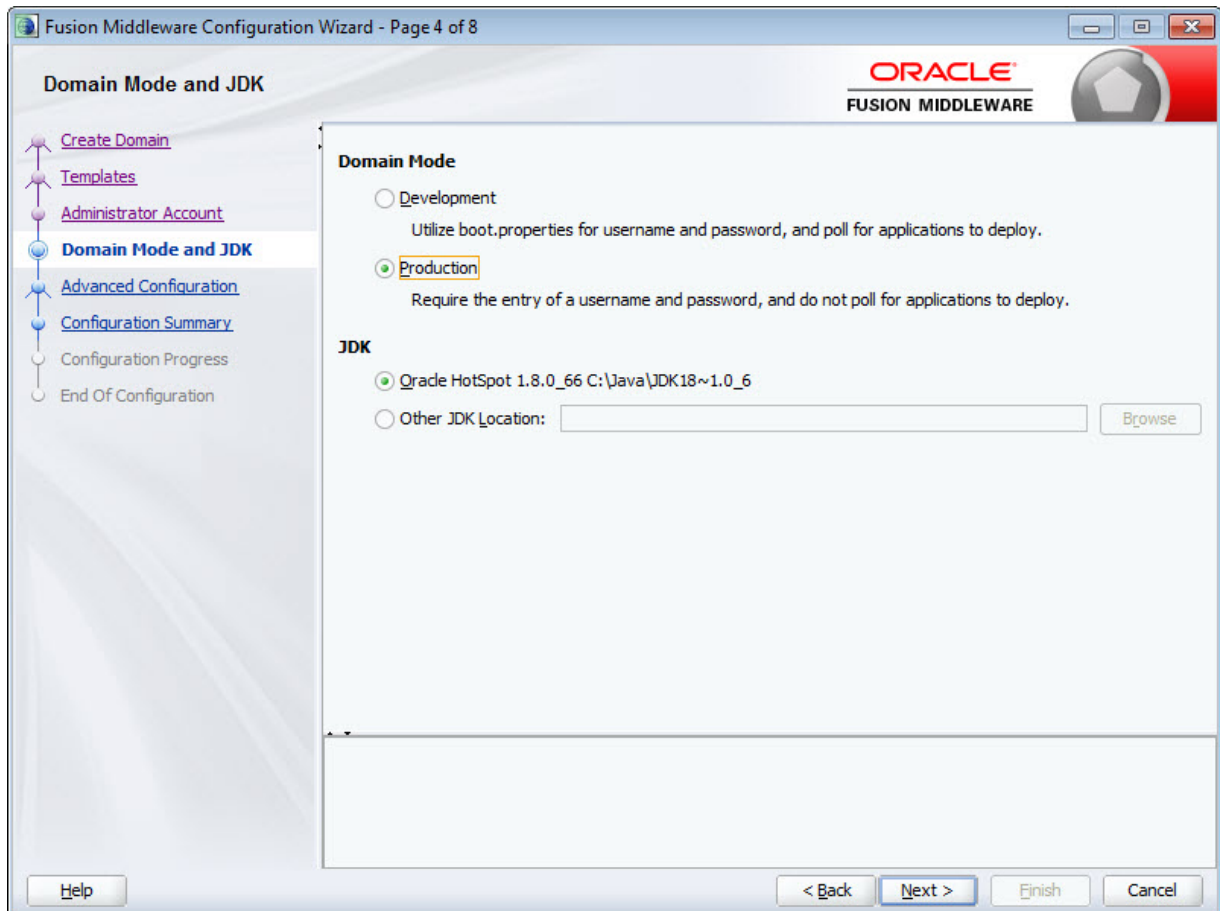 Fusion Middleware Configuration Wizard - Page 4 of 8
Domain Mode and JDK
ORACLE
FUSION MIDDLEWARE
Create Domain
Templates
Administrator Account
Domain Mode and JDK
Advanced Configuration
Configuration Summary
Configuration Progress
End Of Configuration
Domain Mode
Development
Utilize boot.properties for username and password, and poll for applications to deploy.
Production
Require the entry of a username and password, and do not poll for applications to deploy.
JDK
Oracle HotSpot 1.8.0_66 C:\Java\JDK18~1.0_6
Other JDK Location:
Browse
Help
< Back
Next >
Finish
Cancel